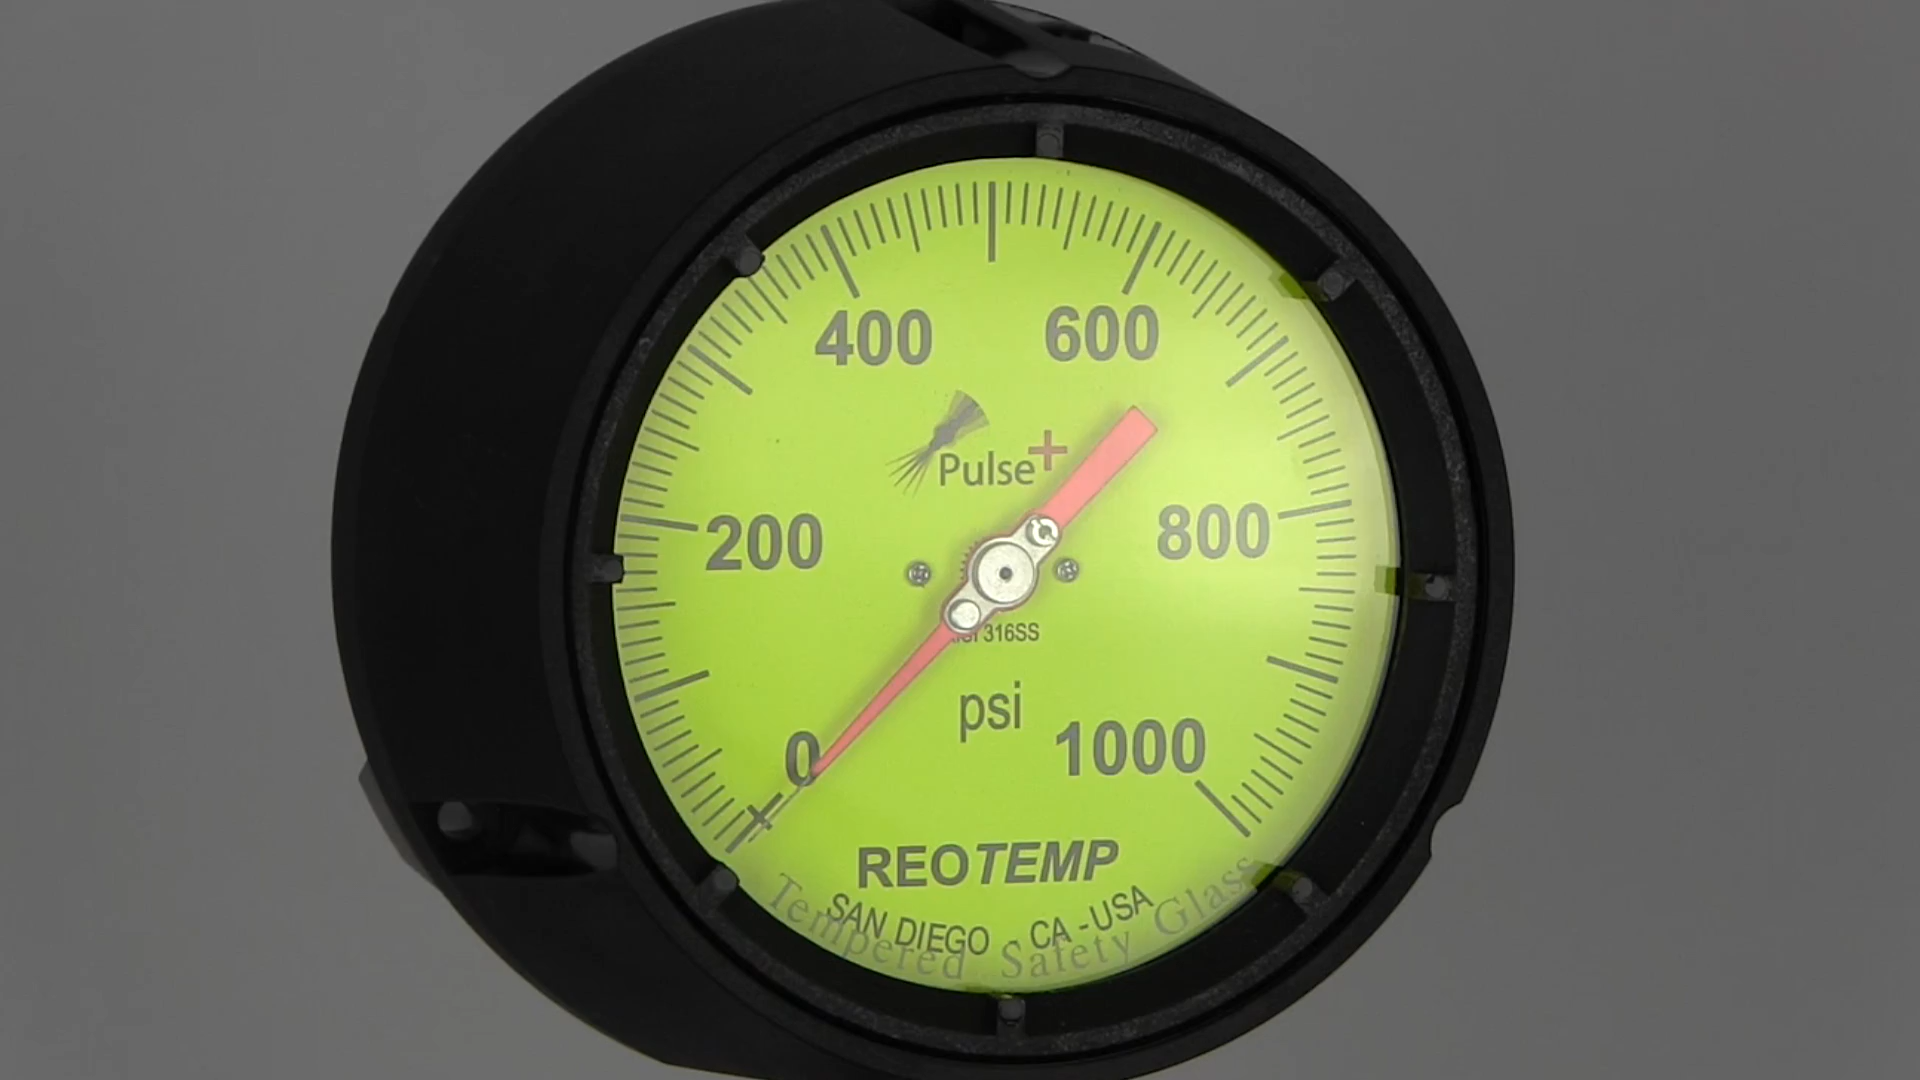 400 600
Pulse+
200 800
316SS
psi
0 1000
REOTEMP
SAN DIEGO CA - USA
Tempered Safety Glass